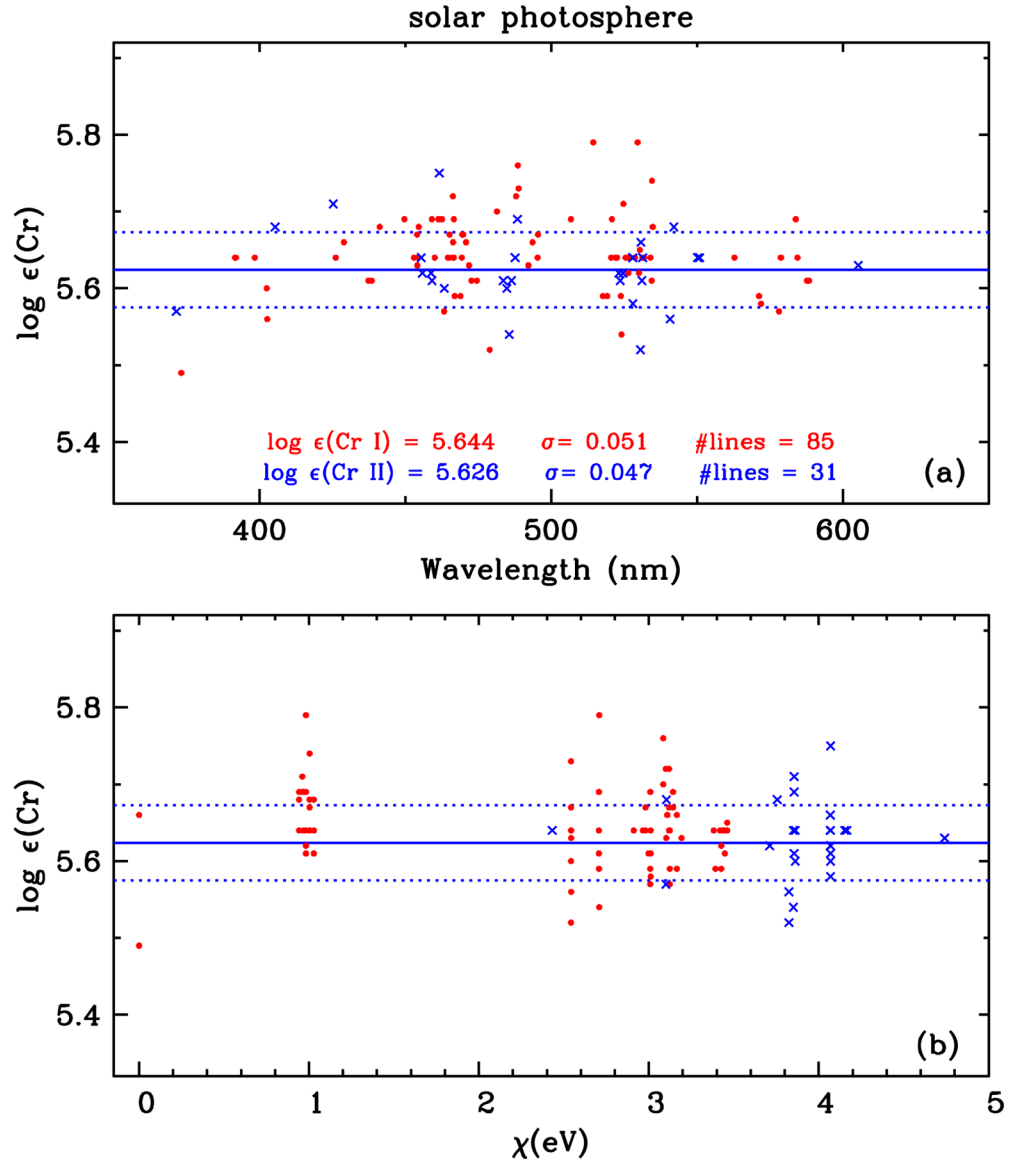 solar photosphere
5.8
5.6
5.4
log ϵ(Cr)
log ϵ(Cr I) = 5.644 σ= 0.051 #lines = 85
log ϵ(Cr II) = 5.626 σ= 0.047 #lines = 31
(a)
400 500 600
Wavelength (nm)
5.8
5.6
5.4
log ϵ(Cr)
(b)
0 1 2 3 4 5
χ(eV)